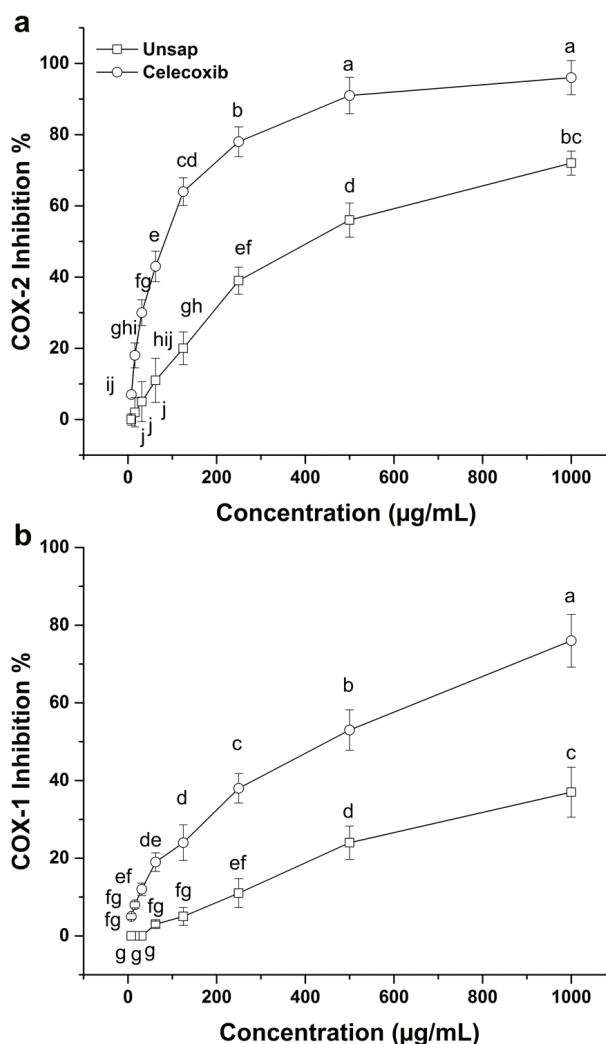 a
Unsap
Celecoxib
COX-2 Inhibition %
100
80
60
40
20
0
a
a
b
bc
cd
d
e
ef
fg
gh
ghi
hij
ij
j
j
j
0 200 400 600 800 1000
Concentration (µg/mL)
b
COX-1 Inhibition %
100
80
60
40
20
0
a
b
c
c
d
d
de
ef
ef
fg
fg
fg
fg
g
g
g
0 200 400 600 800 1000
Concentration (µg/mL)